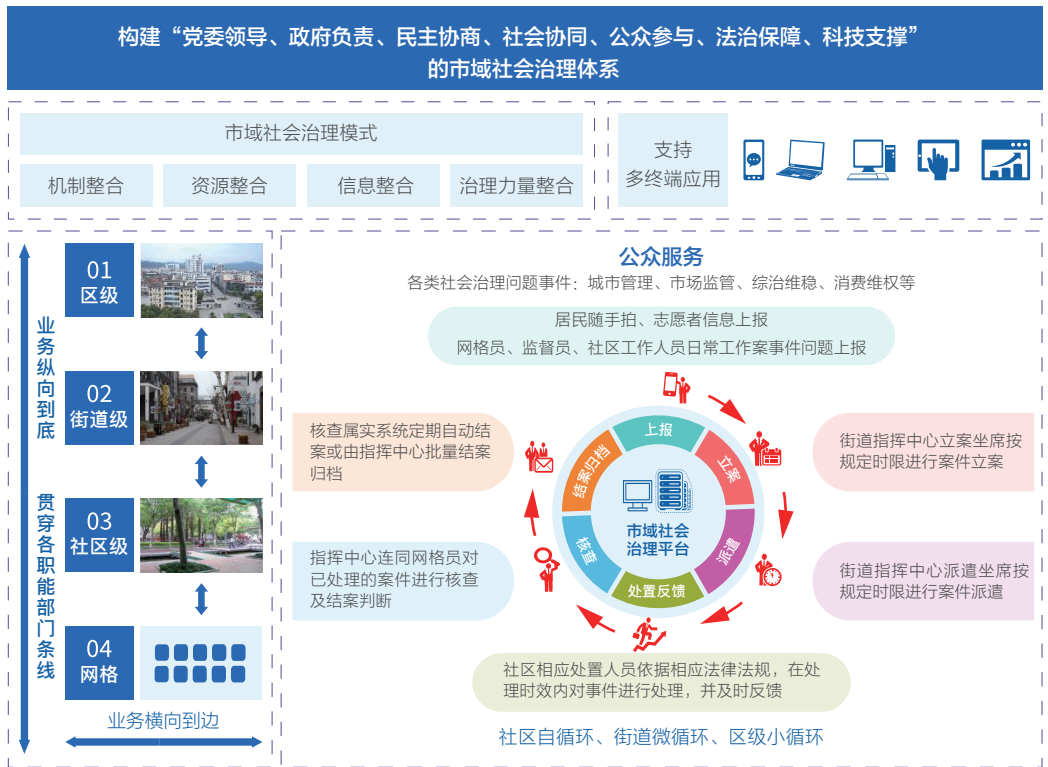 构建“党委领导、政府负责、民主协商、社会协同、公众参与、法治保障、科技支撑”
的市域社会治理体系
市域社会治理模式
机制整合
资源整合
信息整合
治理力量整合
支持
多终端应用
业务纵向到底
贯穿各职能部门条线
01
区级
02
街道级
03
社区级
04
网格
业务横向到边
公众服务
各类社会治理问题事件：城市管理、市场监管、综治维稳、消费维权等
居民随手拍、志愿者信息上报
网格员、监督员、社区工作人员日常工作案事件问题上报
核查属实系统定期自动结
案或由指挥中心批量结案
归档
指挥中心连同网格员对
已处理的案件进行核查
及结案判断
上报
立案
派遣
处置反馈
核查
结案归档
市域社会
治理平台
街道指挥中心立案坐席按
规定时限进行案件立案
街道指挥中心派遣坐席按
规定时限进行案件派遣
社区相应处置人员依据相应法律法规，在处
理时效内对事件进行处理，并及时反馈
社区自循环、街道微循环、区级小循环